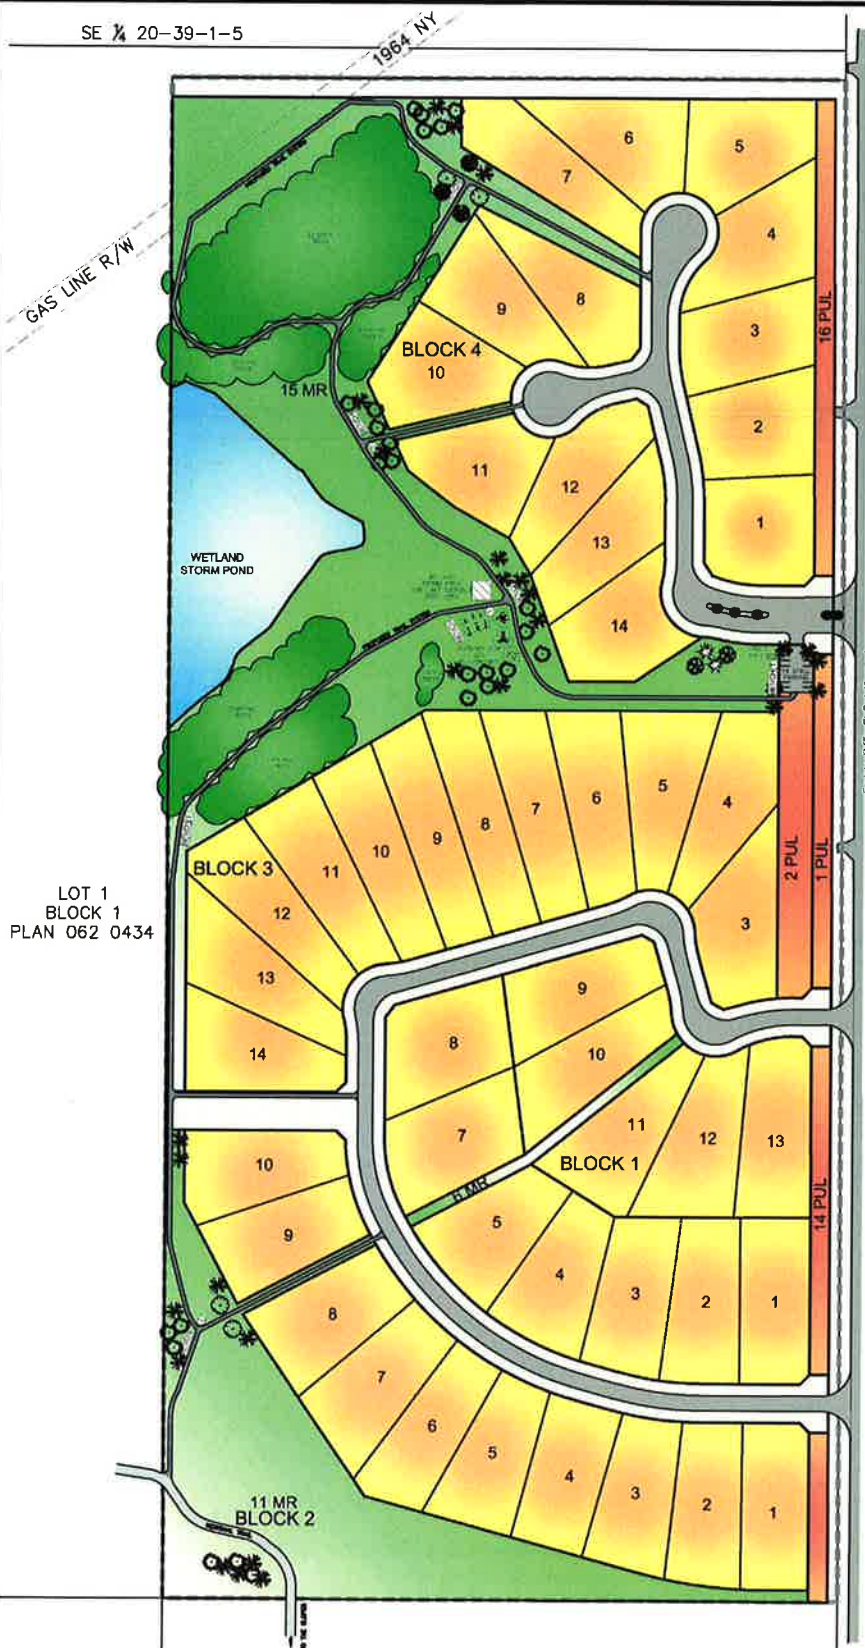 SE ¼ 20-39-1-5
1964 NY
GAS LINE R/W
6
5
7
4
9
8
3
16 PUL
BLOCK 4
10
15 MR
2
11
12
1
13
WETLAND
STORM POND
14
6
5
4
7
8
9
10
11
BLOCK 3
12
2 PUL
1 PUL
3
LOT 1
BLOCK 1
PLAN 062 0434
13
9
14
8
10
11
12
13
7
BLOCK 1
10
14 PUL
6 MR
5
9
4
3
2
1
8
7
6
5
4
3
2
1
11 MR
BLOCK 2